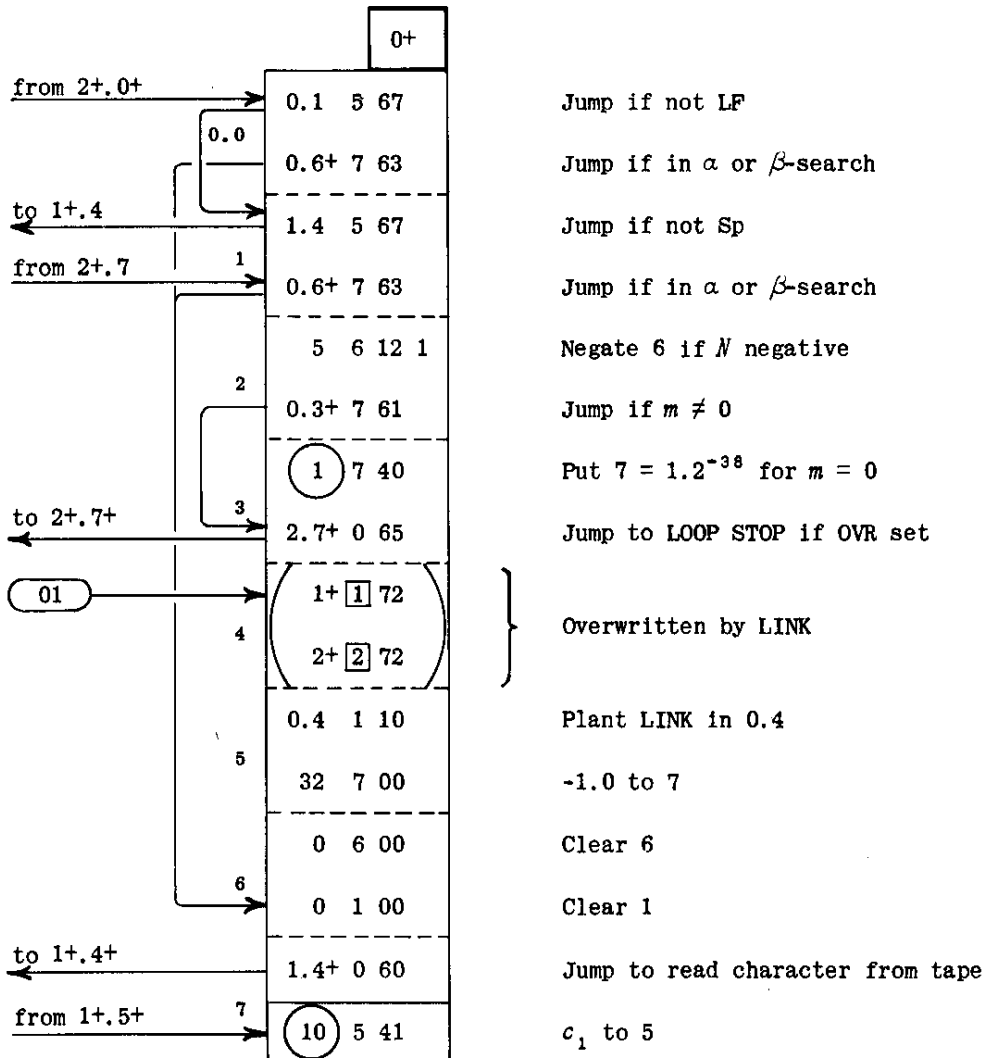 0+
from 2+.0+ 0.1 5 67 Jump if not LF
0.0
0.6+ 7 63 Jump if in α or β-search
to 1+.4 1.4 5 67 Jump if not Sp
1
from 2+.7 0.6+ 7 63 Jump if in α or β-search
5 6 12 1 Negate 6 if N negative
2
0.3+ 7 61 Jump if m ≠ 0
1 7 40 Put 7 = 1.2⁻³⁸ for m = 0
3
to 2+.7+ 2.7+ 0 65 Jump to LOOP STOP if OVR set
01 1+ 1 72
4 Overwritten by LINK
2+ 2 72
0.4 1 10 Plant LINK in 0.4
5
32 7 00 -1.0 to 7
0 6 00 Clear 6
6
0 1 00 Clear 1
to 1+.4+ 1.4+ 0 60 Jump to read character from tape
7
from 1+.5+ 10 5 41 c₁ to 5